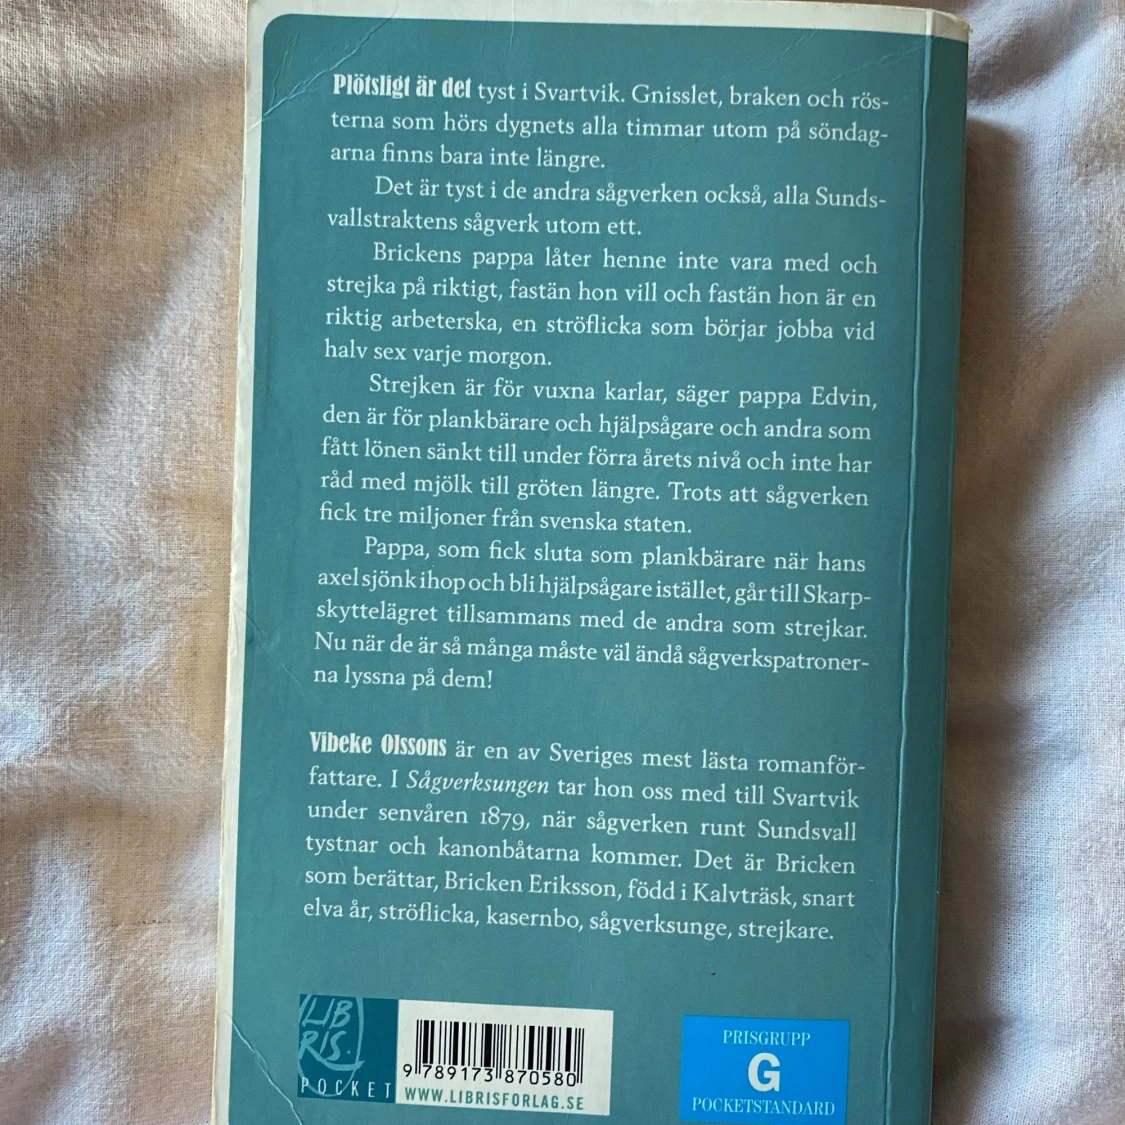 Plötsligt är det tyst i Svartvik. Gnisslet, braken och rös-
terna som hörs dygnets alla timmar utom på söndag-
arna finns bara inte längre.
Det är tyst i de andra sågverken också, alla Sunds-
vallstraktens sågverk utom ett.
Brickens pappa låter henne inte vara med och
strejka på riktigt, fastän hon vill och fastän hon är en
riktig arbeterska, en ströflicka som börjar jobba vid
halv sex varje morgon.
Strejken är för vuxna karlar, säger pappa Edvin,
den är för plankbärare och hjälpsågare och andra som
fått lönen sänkt till under förra årets nivå och inte har
råd med mjölk till gröten längre. Trots att sågverken
fick tre miljoner från svenska staten.
Pappa, som fick sluta som plankbärare när hans
axel sjönk ihop och bli hjälpsågare istället, går till Skarp-
skyttelägret tillsammans med de andra som strejkar.
Nu när de är så många måste väl ändå sågverkspatroner-
na lyssna på dem!
Vibeke Olssons är en av Sveriges mest lästa romanför-
fattare. I Sågverksungen tar hon oss med till Svartvik
under senvåren 1879, när sågverken runt Sundsvall
tystnar och kanonbåtarna kommer. Det är Bricken
som berättar, Bricken Eriksson, född i Kalvträsk, snart
elva år, ströflicka, kasernbo, sågverksunge, strejkare.
LIB
RIS.
POCKET
9 789173 870580
WWW.LIBRISFORLAG.SE
PRISGRUPP
G
POCKETSTANDARD